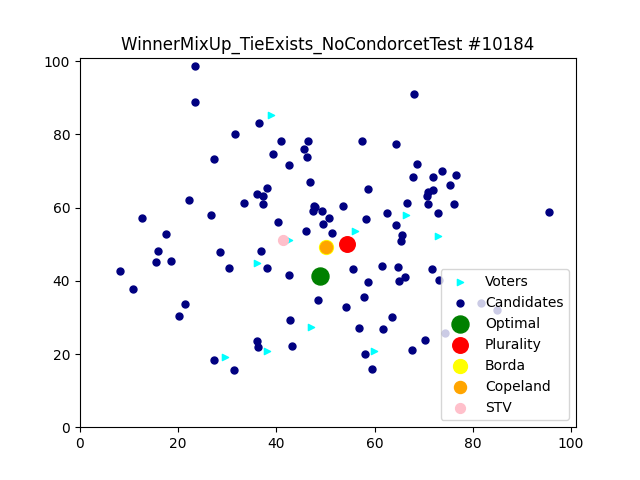 WinnerMixUp_TieExists_NoCondorcetTest #10184
100
80
60
40
20
0
0 20 40 60 80 100
Voters
Candidates
Optimal
Plurality
Borda
Copeland
STV